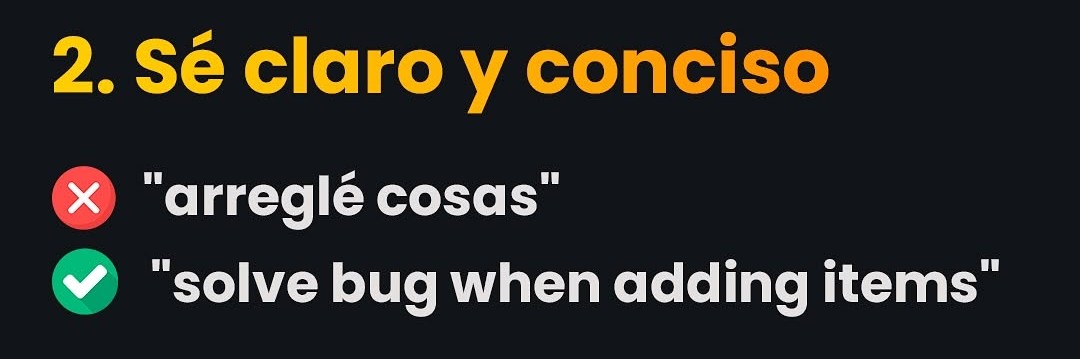 2. Sé claro y conciso
"arreglé cosas"
"solve bug when adding items"